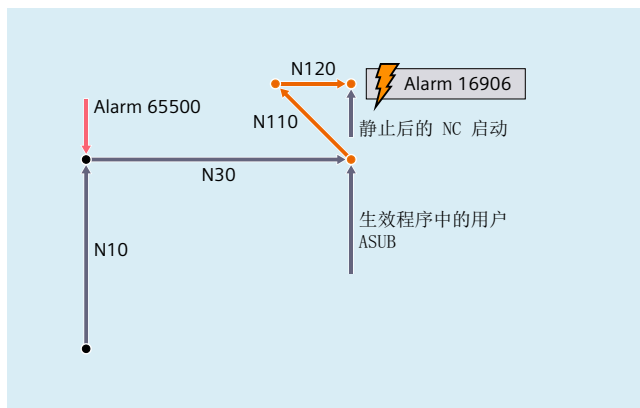 N120
Alarm 16906
Alarm 65500
N110
静止后的 NC 启动
N30
生效程序中的用户
ASUB
N10